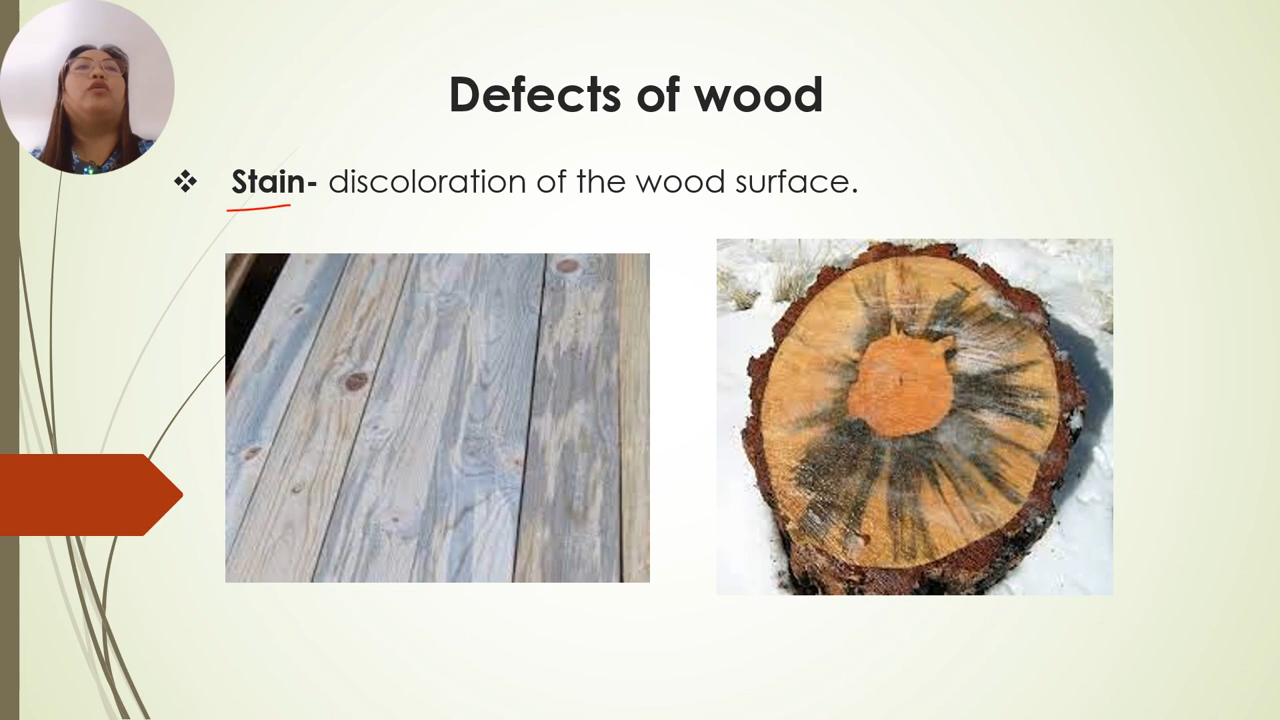 Defects of wood
❖ Stain- discoloration of the wood surface.